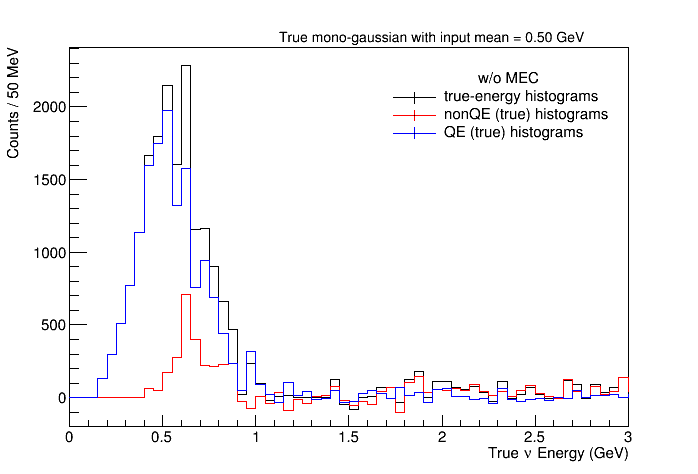 True mono-gaussian with input mean = 0.50 GeV
Counts / 50 MeV
w/o MEC
true-energy histograms
nonQE (true) histograms
QE (true) histograms
2000
1500
1000
500
0
0 0.5 1 1.5 2 2.5 3
True ν Energy (GeV)